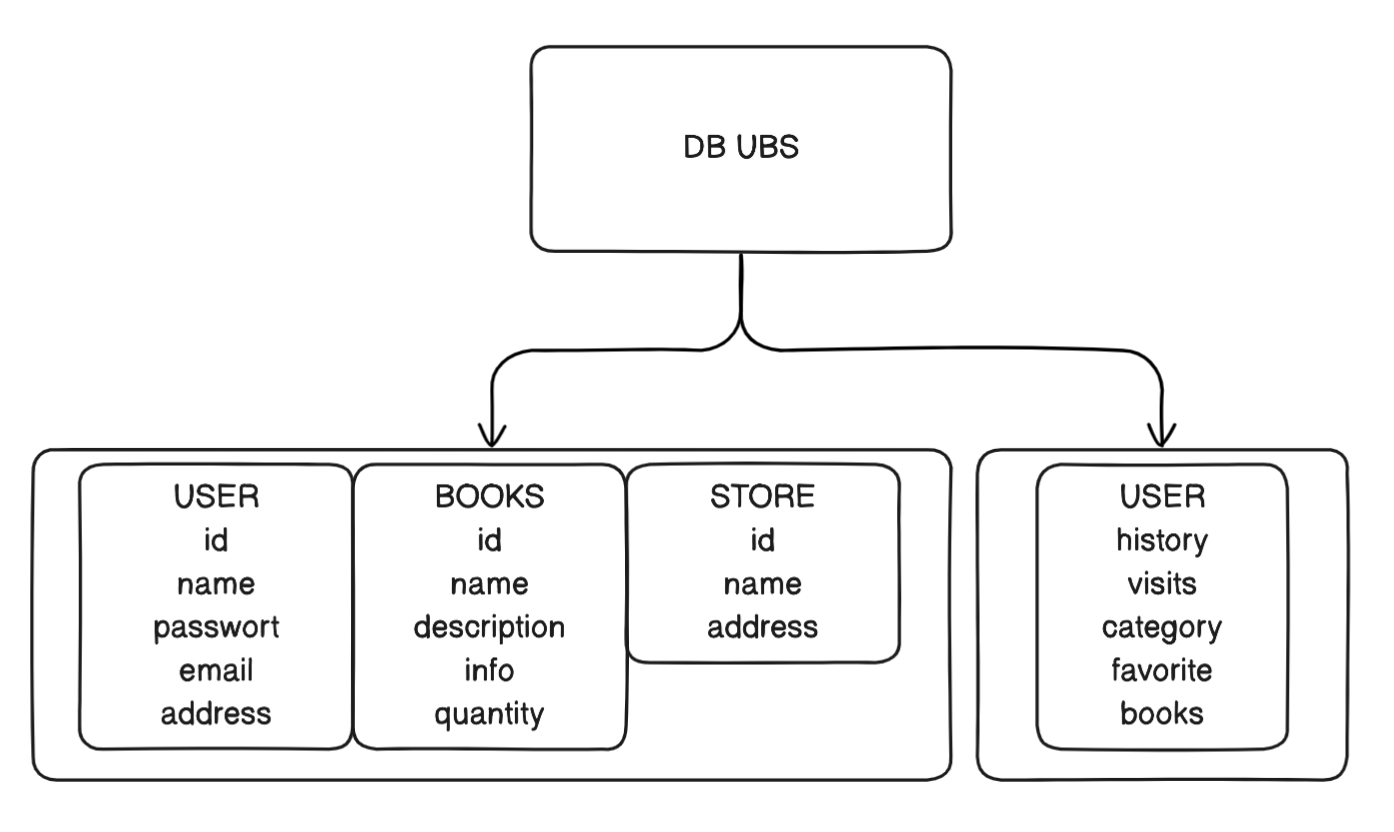 DB UBS
USER
id
name
passwort
email
address
BOOKS
id
name
description
info
quantity
STORE
id
name
address
USER
history
visits
category
favorite
books